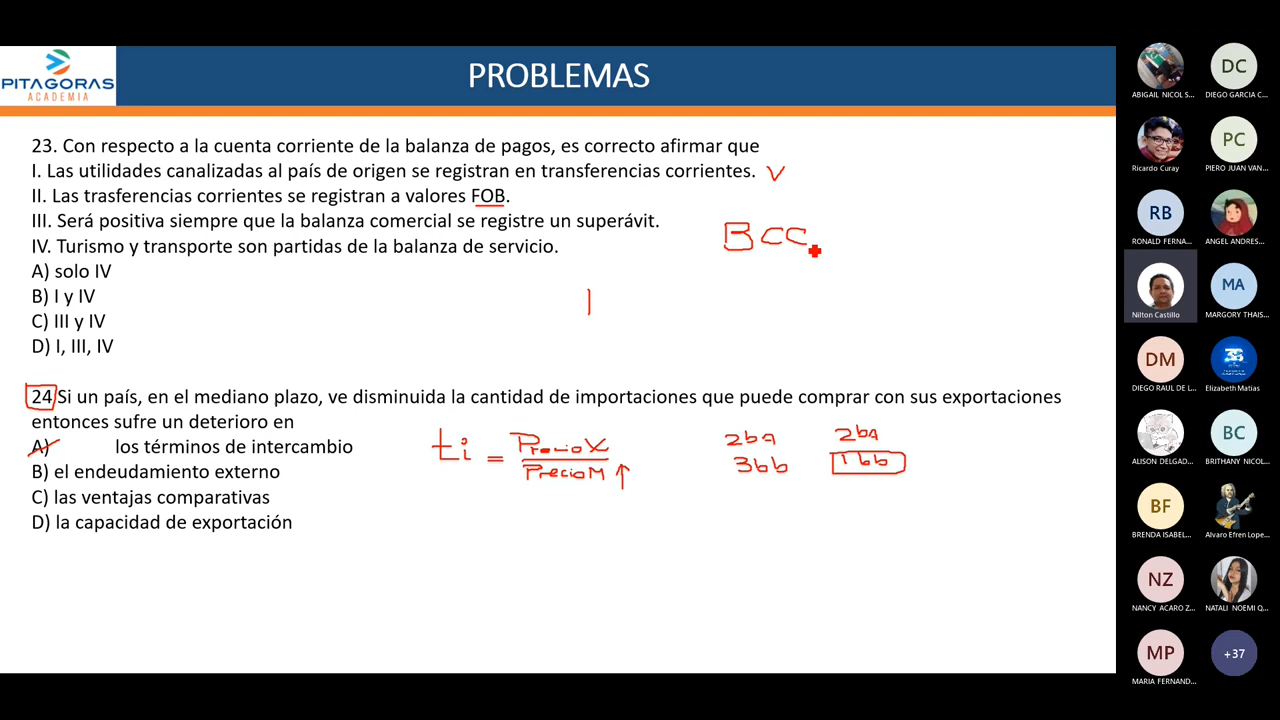 PITAGORAS
ACADEMIA
PROBLEMAS
23. Con respecto a la cuenta corriente de la balanza de pagos, es correcto afirmar que
I. Las utilidades canalizadas al país de origen se registran en transferencias corrientes. V
II. Las trasferencias corrientes se registran a valores FOB.
III. Será positiva siempre que la balanza comercial se registre un superávit.
IV. Turismo y transporte son partidas de la balanza de servicio.
BCC
A) solo IV
B) I y IV
C) III y IV
D) I, III, IV
24 Si un país, en el mediano plazo, ve disminuida la cantidad de importaciones que puede comprar con sus exportaciones
entonces sufre un deterioro en
A) los términos de intercambio
B) el endeudamiento externo
C) las ventajas comparativas
D) la capacidad de exportación
ti = Precio X
Precio M ↑
2bA 2bA
3bb 1bb
ABIGAIL NICOL S...
DIEGO GARCIA C...
Ricardo Curay
PC
PIERO JUAN VAN...
RB
RONALD FERNA...
ANGEL ANDRES...
Nilton Castillo
MA
MARGORY THAIS...
DM
DIEGO RAUL DE L...
Elizabeth Matias
ALISON DELGAD...
BC
BRITHANY NICOL...
BF
BRENDA ISABEL...
Alvaro Efren Lope...
NZ
NANCY ACARO Z...
NATALI NOEMI Q...
MP
MARIA FERNAND...
+37
DC